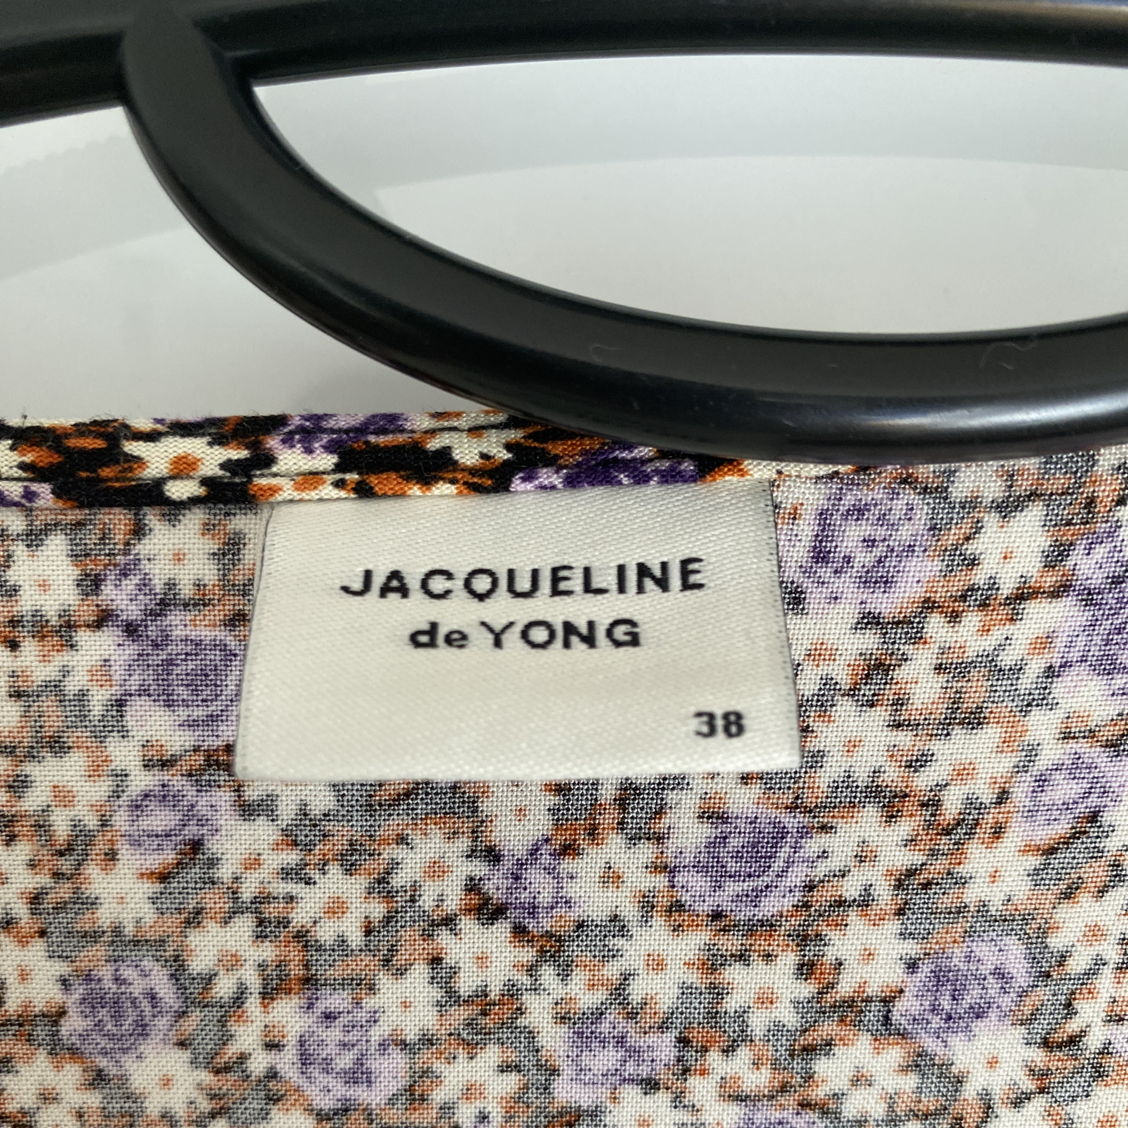 JACQUELINE
de YONG
38